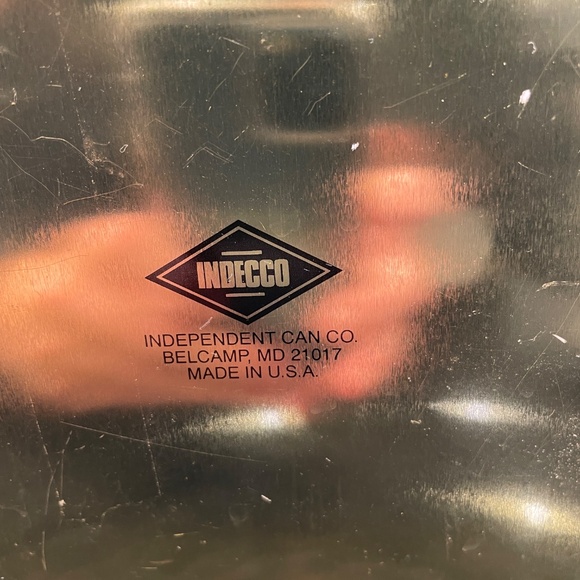 INDECCO
INDEPENDENT CAN CO.
BELCAMP, MD 21017
MADE IN U.S.A.